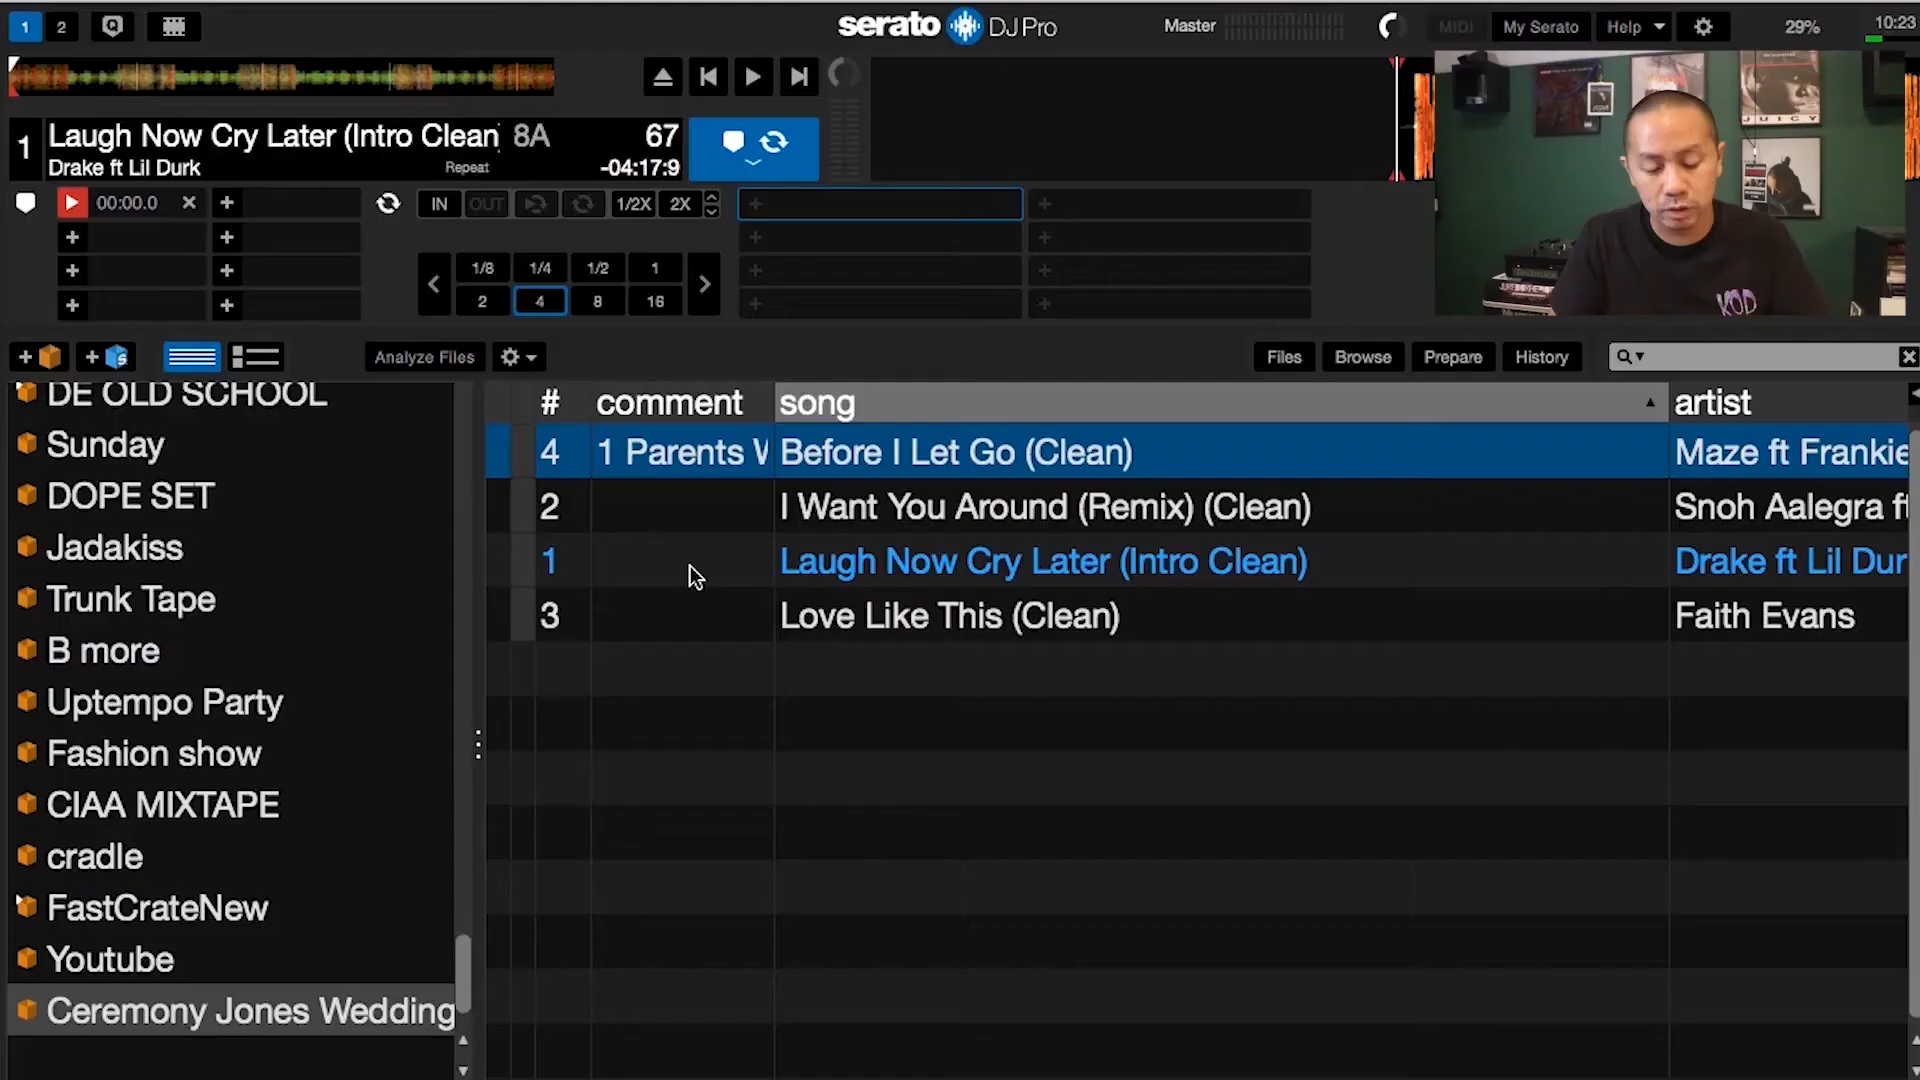 1 2 serato DJ Pro Master MIDI My Serato Help 29% 10:23
1 Laugh Now Cry Later (Intro Clean) 8A 67
Drake ft Lil Durk Repeat -04:17:9
00:00.0 IN OUT 1/2X 2X
1/8 1/4 1/2 1
2 4 8 16
JUICY
KOD
Analyze Files Files Browse Prepare History
# comment song artist
DE OLD SCHOOL
Sunday
DOPE SET
Jadakiss
Trunk Tape
B more
Uptempo Party
Fashion show
CIAA MIXTAPE
cradle
FastCrateNew
Youtube
Ceremony Jones Wedding
4 1 Parents W Before I Let Go (Clean) Maze ft Frankie
2 I Want You Around (Remix) (Clean) Snoh Aalegra ft
1 Laugh Now Cry Later (Intro Clean) Drake ft Lil Dur
3 Love Like This (Clean) Faith Evans